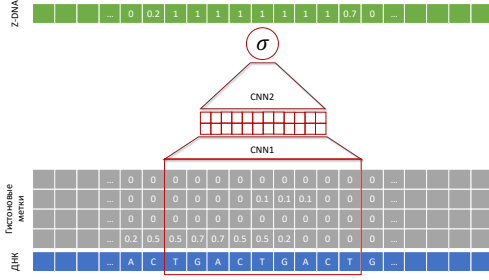 Z-DNA
... 0 0.2 1 1 1 1 1 1 1 0.7 0 ...
σ
CNN2
CNN1
Гистоновые
метки
... 0 0 0 0 0 0 0 0 0 0 0 0 ...
... 0 0 0 0 0 0 0.1 0.1 0.1 0 0 0 ...
... 0 0 0 0 0 0 0 0 0 0 0 0 ...
... 0.2 0.5 0.5 0.7 0.7 0.5 0.5 0.2 0 0 0 0 ...
ДНК
... A C T G A C T G A C T G ...